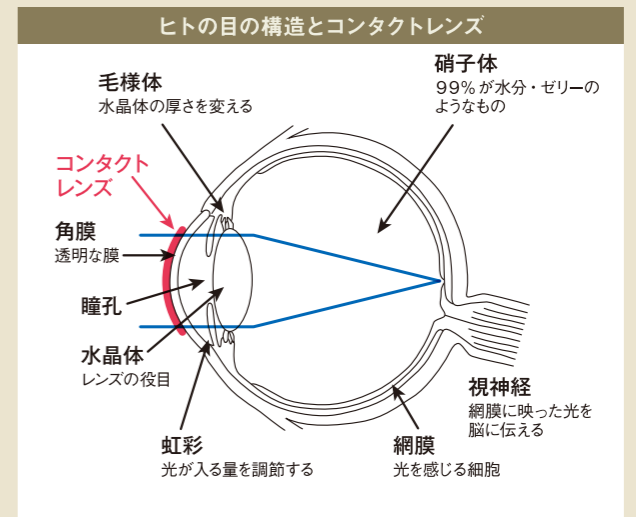 ヒトの目の構造とコンタクトレンズ
毛様体
水晶体の厚さを変える
硝子体
99%が水分・ゼリーの
ようなもの
コンタクト
レンズ
角膜
透明な膜
瞳孔
水晶体
レンズの役目
虹彩
光が入る量を調節する
網膜
光を感じる細胞
視神経
網膜に映った光を
脳に伝える